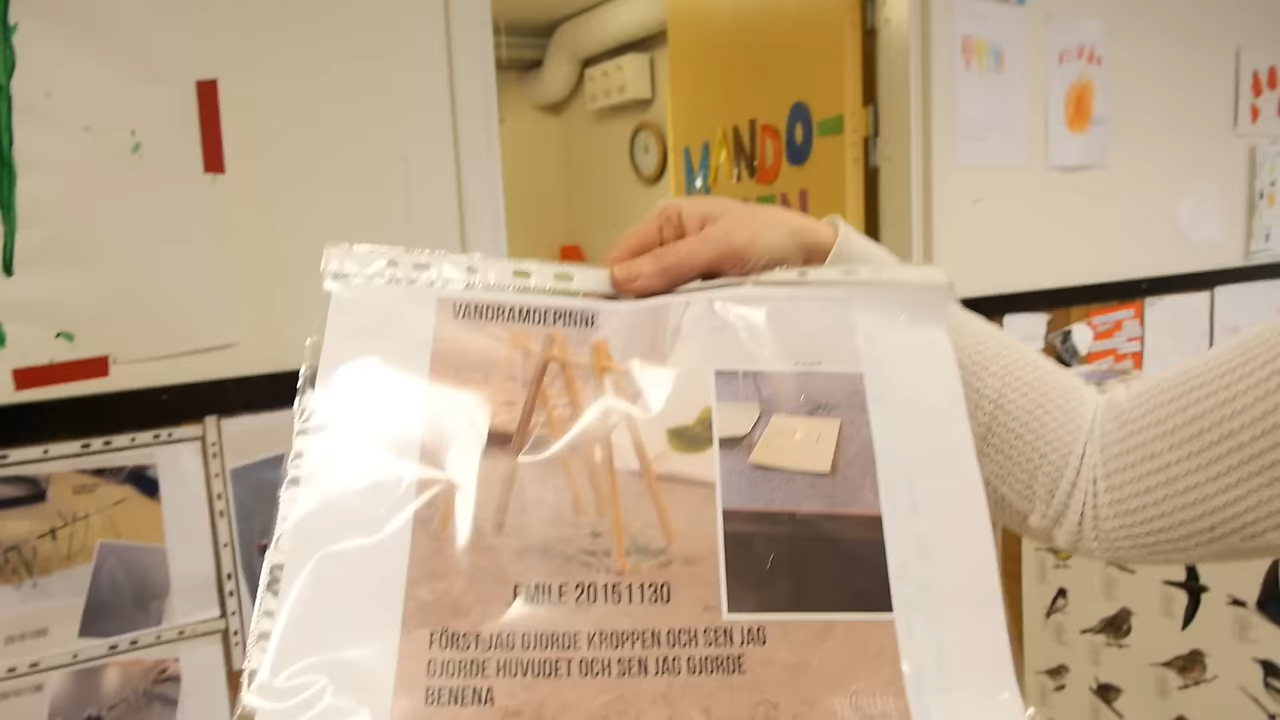 MANDO-
VANDRAMDEPINNE
EMILE 20151130
FÖRST JAG GJORDE KROPPEN OCH SEN JAG
GJORDE HUVUDET OCH SEN JAG GJORDE
BENENA